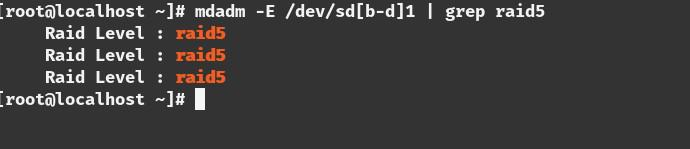 [root@localhost ~]# mdadm -E /dev/sd[b-d]1 | grep raid5
Raid Level : raid5
Raid Level : raid5
Raid Level : raid5
[root@localhost ~]#